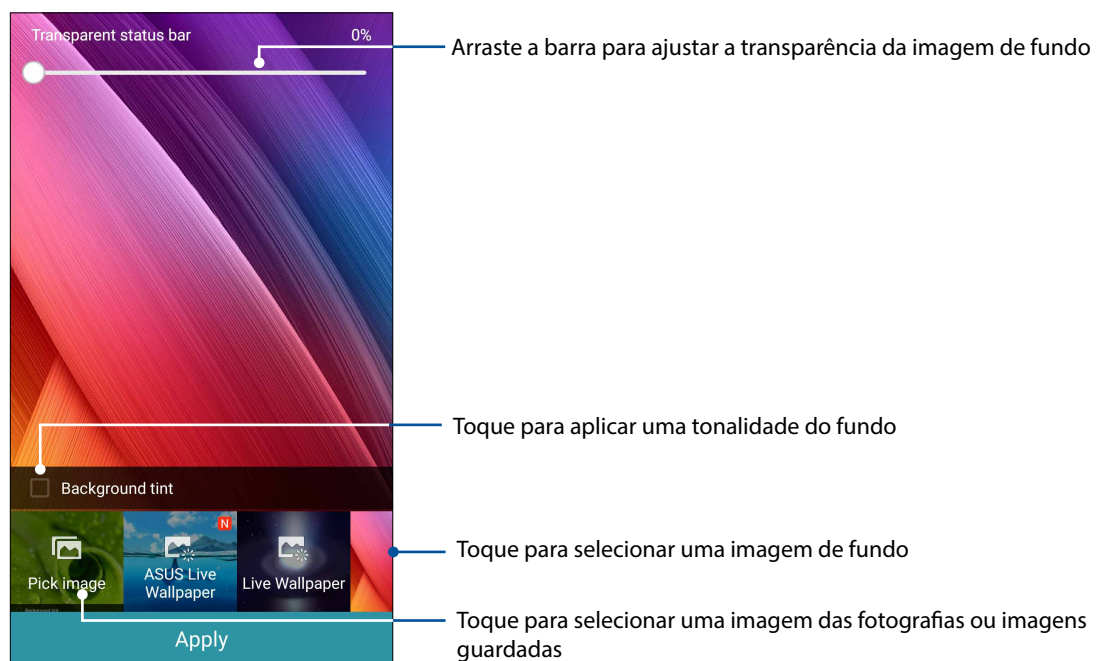 Transparent status bar 0%
Arraste a barra para ajustar a transparência da imagem de fundo
Toque para aplicar uma tonalidade do fundo
Background tint
N
Pick image
ASUS Live
Wallpaper
Live Wallpaper
Toque para selecionar uma imagem de fundo
Background tint
Toque para selecionar uma imagem das fotografias ou imagens
guardadas
Apply